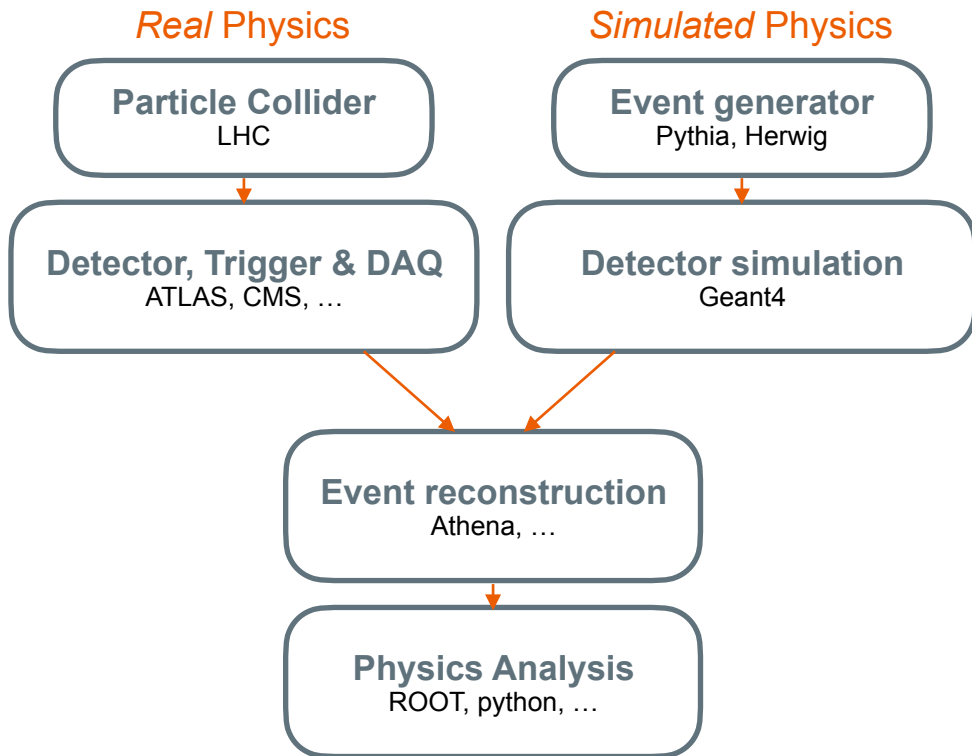 Real Physics
Simulated Physics
Particle Collider
LHC
Event generator
Pythia, Herwig
Detector, Trigger & DAQ
ATLAS, CMS, …
Detector simulation
Geant4
Event reconstruction
Athena, …
Physics Analysis
ROOT, python, …